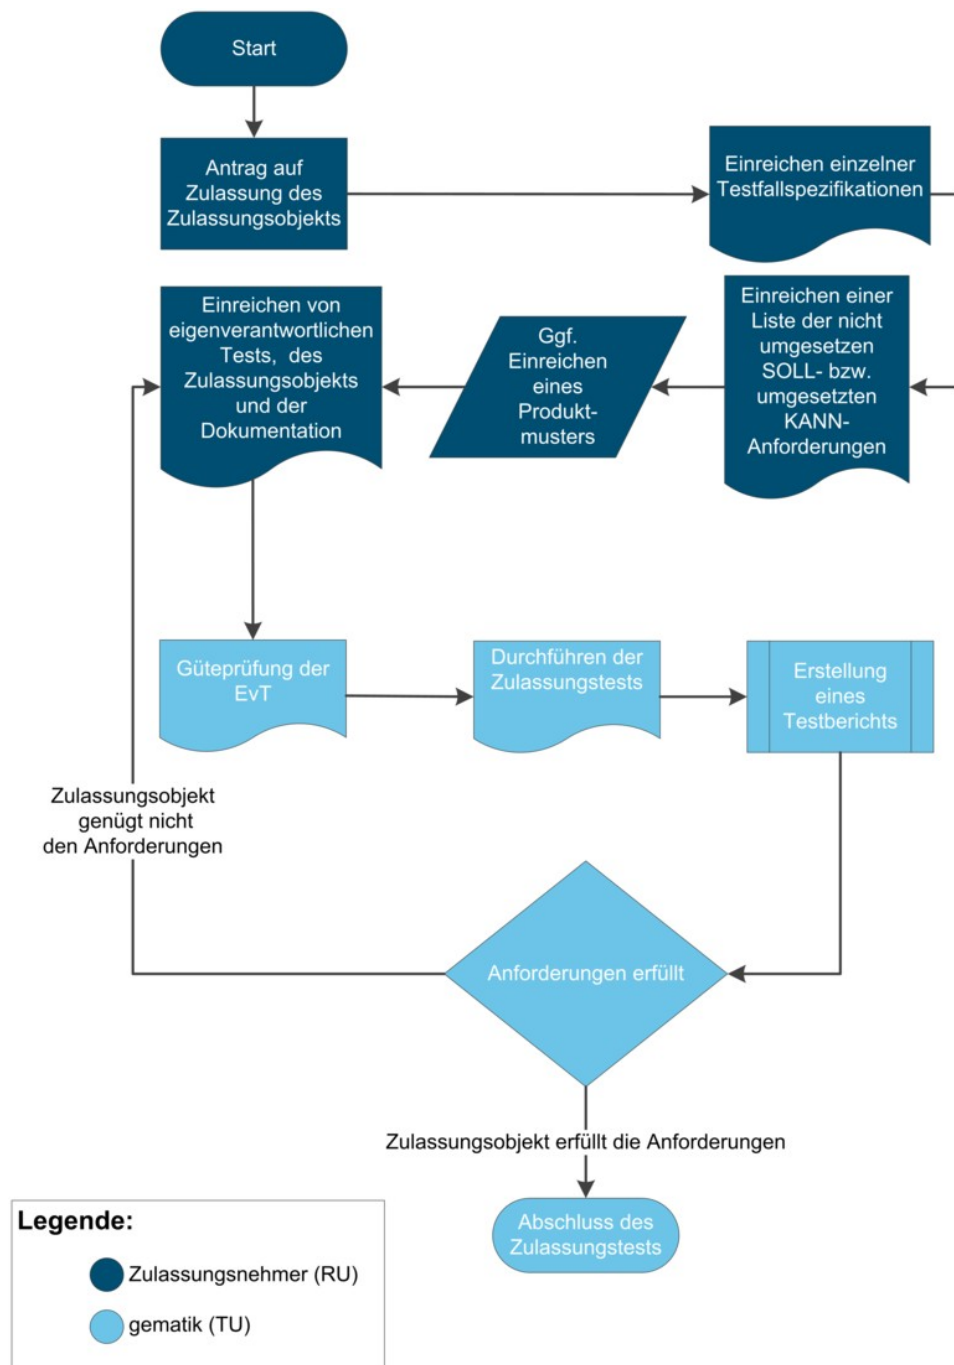 Start
Antrag auf
Zulassung des
Zulassungsobjekts
Einreichen einzelner
Testfallspezifikationen
Einreichen einer
Liste der nicht
umgesetzen
SOLL- bzw.
umgesetzten
KANN-
Anforderungen
Ggf.
Einreichen
eines
Produkt-
musters
Einreichen von
eigenverantwortlichen
Tests, des
Zulassungsobjekts
und der
Dokumentation
Güteprüfung der
EvT
Durchführen der
Zulassungstests
Erstellung
eines
Testberichts
Anforderungen erfüllt
Zulassungsobjekt
genügt nicht
den Anforderungen
Zulassungsobjekt erfüllt die Anforderungen
Abschluss des
Zulassungstests
Legende:
Zulassungsnehmer (RU)
gematik (TU)